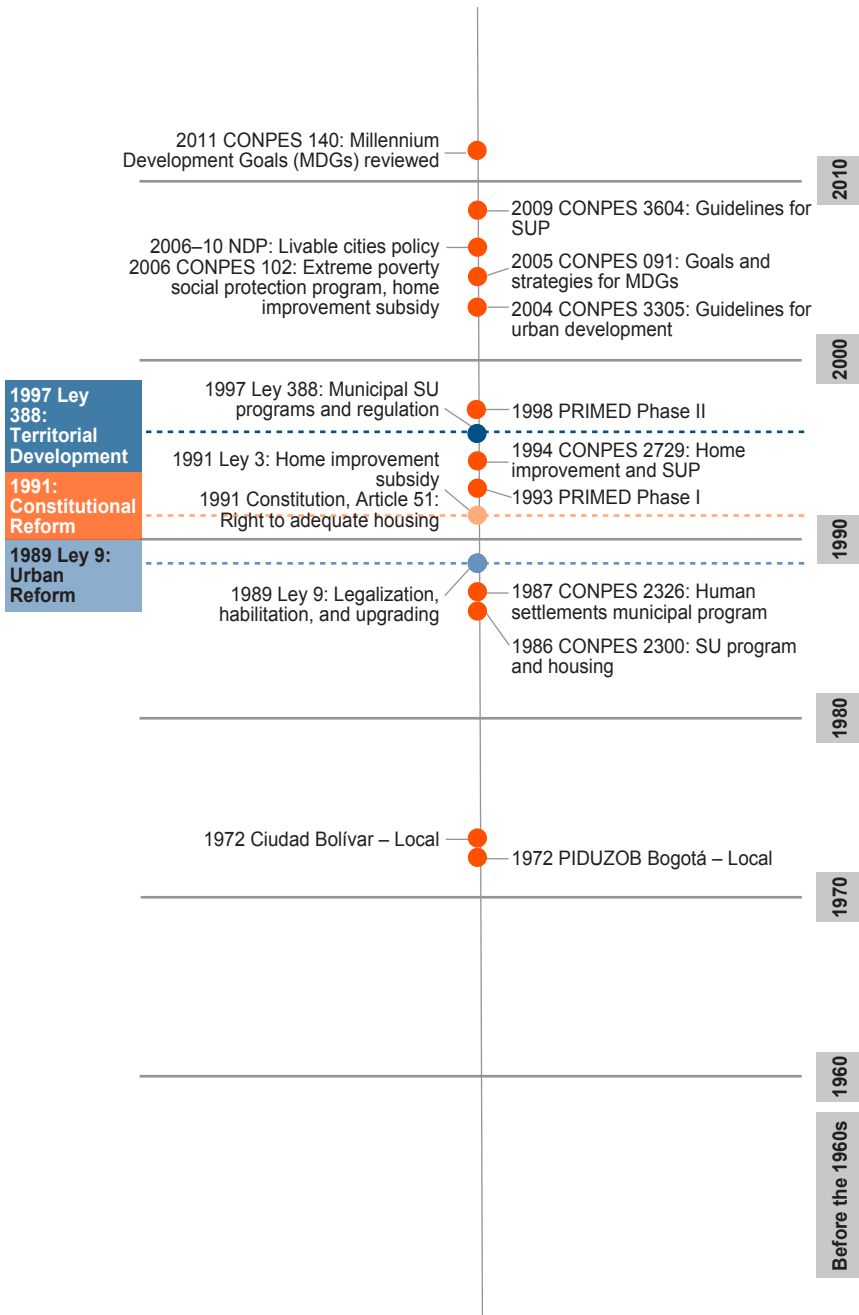 2011 CONPES 140: Millennium
Development Goals (MDGs) reviewed
2010
2009 CONPES 3604: Guidelines for
SUP
2006–10 NDP: Livable cities policy
2006 CONPES 102: Extreme poverty
social protection program, home
improvement subsidy
2005 CONPES 091: Goals and
strategies for MDGs
2004 CONPES 3305: Guidelines for
urban development
2000
1997 Ley
388:
Territorial
Development
1997 Ley 388: Municipal SU
programs and regulation
1998 PRIMED Phase II
1991 Ley 3: Home improvement
subsidy
1994 CONPES 2729: Home
improvement and SUP
1991:
Constitutional
Reform
1991 Constitution, Article 51:
Right to adequate housing
1993 PRIMED Phase I
1990
1989 Ley 9:
Urban
Reform
1989 Ley 9: Legalization,
habilitation, and upgrading
1987 CONPES 2326: Human
settlements municipal program
1986 CONPES 2300: SU program
and housing
1980
1972 Ciudad Bolívar – Local
1972 PIDUZOB Bogotá – Local
1970
1960
Before the 1960s